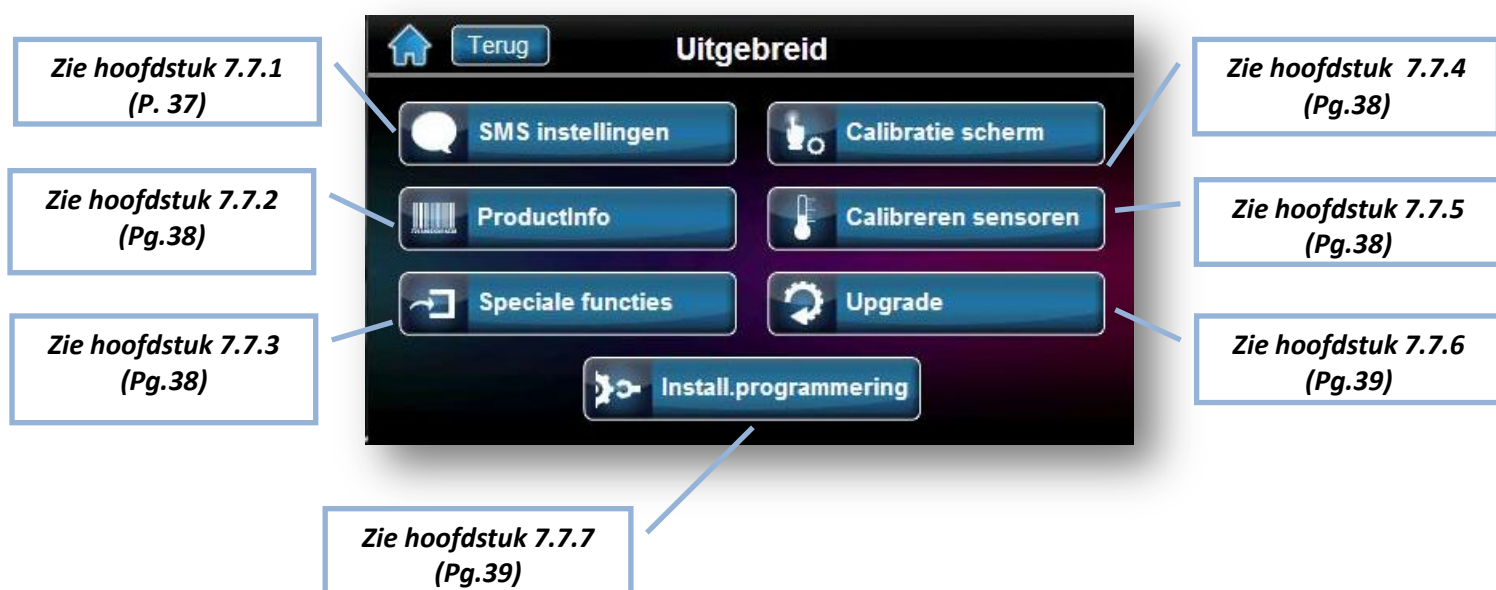 Terug
Uitgebreid
Zie hoofdstuk 7.7.1
(P. 37)
Zie hoofdstuk  7.7.4
(Pg.38)
SMS instellingen
Calibratie scherm
Zie hoofdstuk 7.7.2
(Pg.38)
ProductInfo
Calibreren sensoren
Zie hoofdstuk 7.7.5
(Pg.38)
Speciale functies
Upgrade
Zie hoofdstuk 7.7.3
(Pg.38)
Zie hoofdstuk 7.7.6
(Pg.39)
Install.programmering
Zie hoofdstuk 7.7.7
(Pg.39)